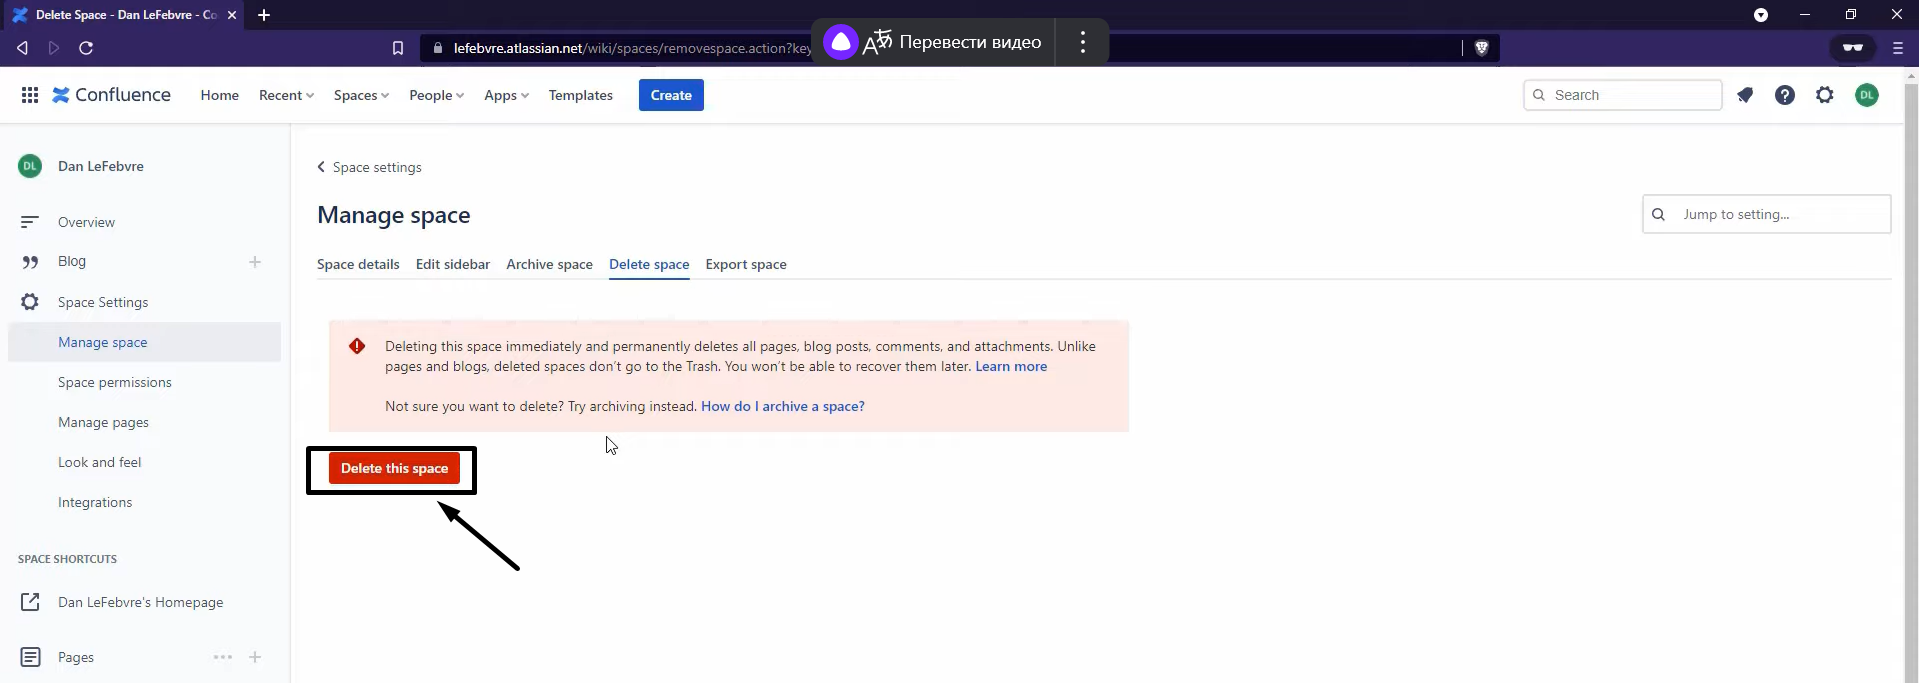 Delete Space - Dan LeFebvre - Co
lefebvre.atlassian.net/wiki/spaces/removespace.action?key
Перевести видео
Confluence
Home
Recent
Spaces
People
Apps
Templates
Create
Search
DL
DL
Dan LeFebvre
Overview
Blog
Space Settings
Manage space
Space permissions
Manage pages
Look and feel
Integrations
SPACE SHORTCUTS
Dan LeFebvre's Homepage
Pages
Space settings
Manage space
Jump to setting...
Space details
Edit sidebar
Archive space
Delete space
Export space
Deleting this space immediately and permanently deletes all pages, blog posts, comments, and attachments. Unlike
pages and blogs, deleted spaces don't go to the Trash. You won't be able to recover them later. Learn more
Not sure you want to delete? Try archiving instead. How do I archive a space?
Delete this space